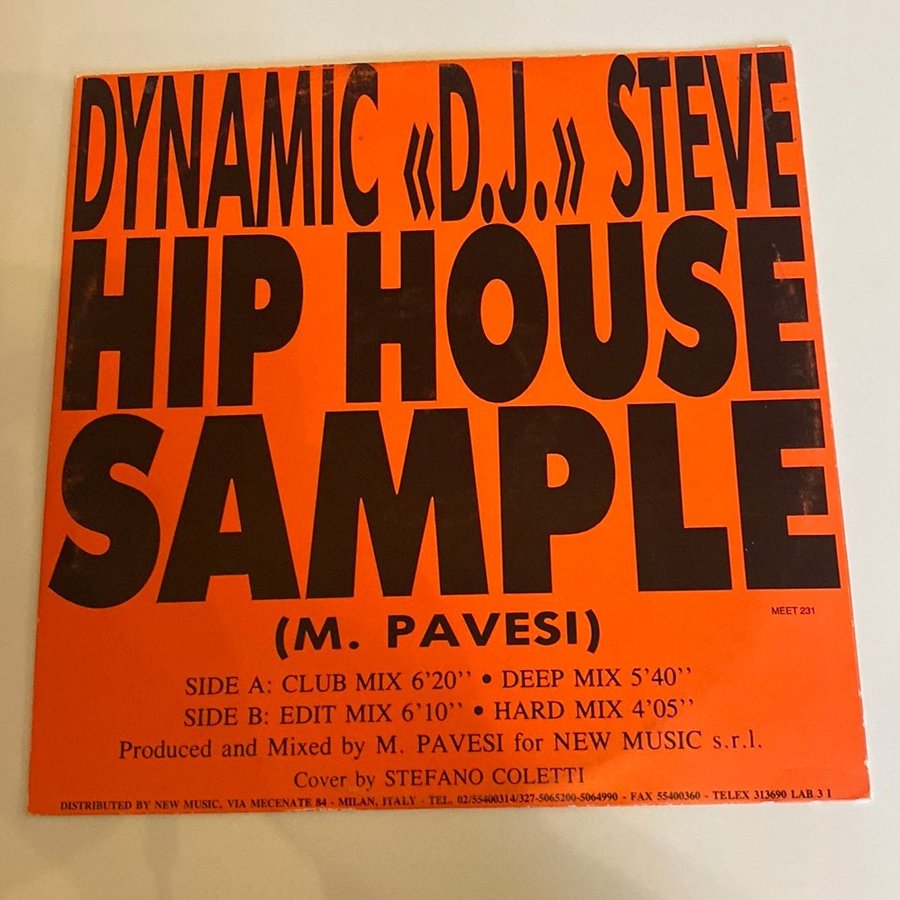 DYNAMIC «D.J.» STEVE
HIP HOUSE
SAMPLE
MEET 231
(M. PAVESI)
SIDE A: CLUB MIX 6'20'' • DEEP MIX 5'40''
SIDE B: EDIT MIX 6'10'' • HARD MIX 4'05''
Produced and Mixed by M. PAVESI for NEW MUSIC s.r.l.
Cover by STEFANO COLETTI
DISTRIBUTED BY NEW MUSIC, VIA MECENATE 84 - MILAN, ITALY - TEL. 02/55400314/327-5065200-5064990 - FAX 55400360 - TELEX 313690 LAB 3 I